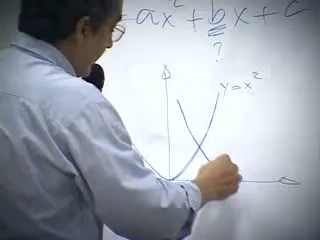 =ax²+bx+c
?
x
y=x²